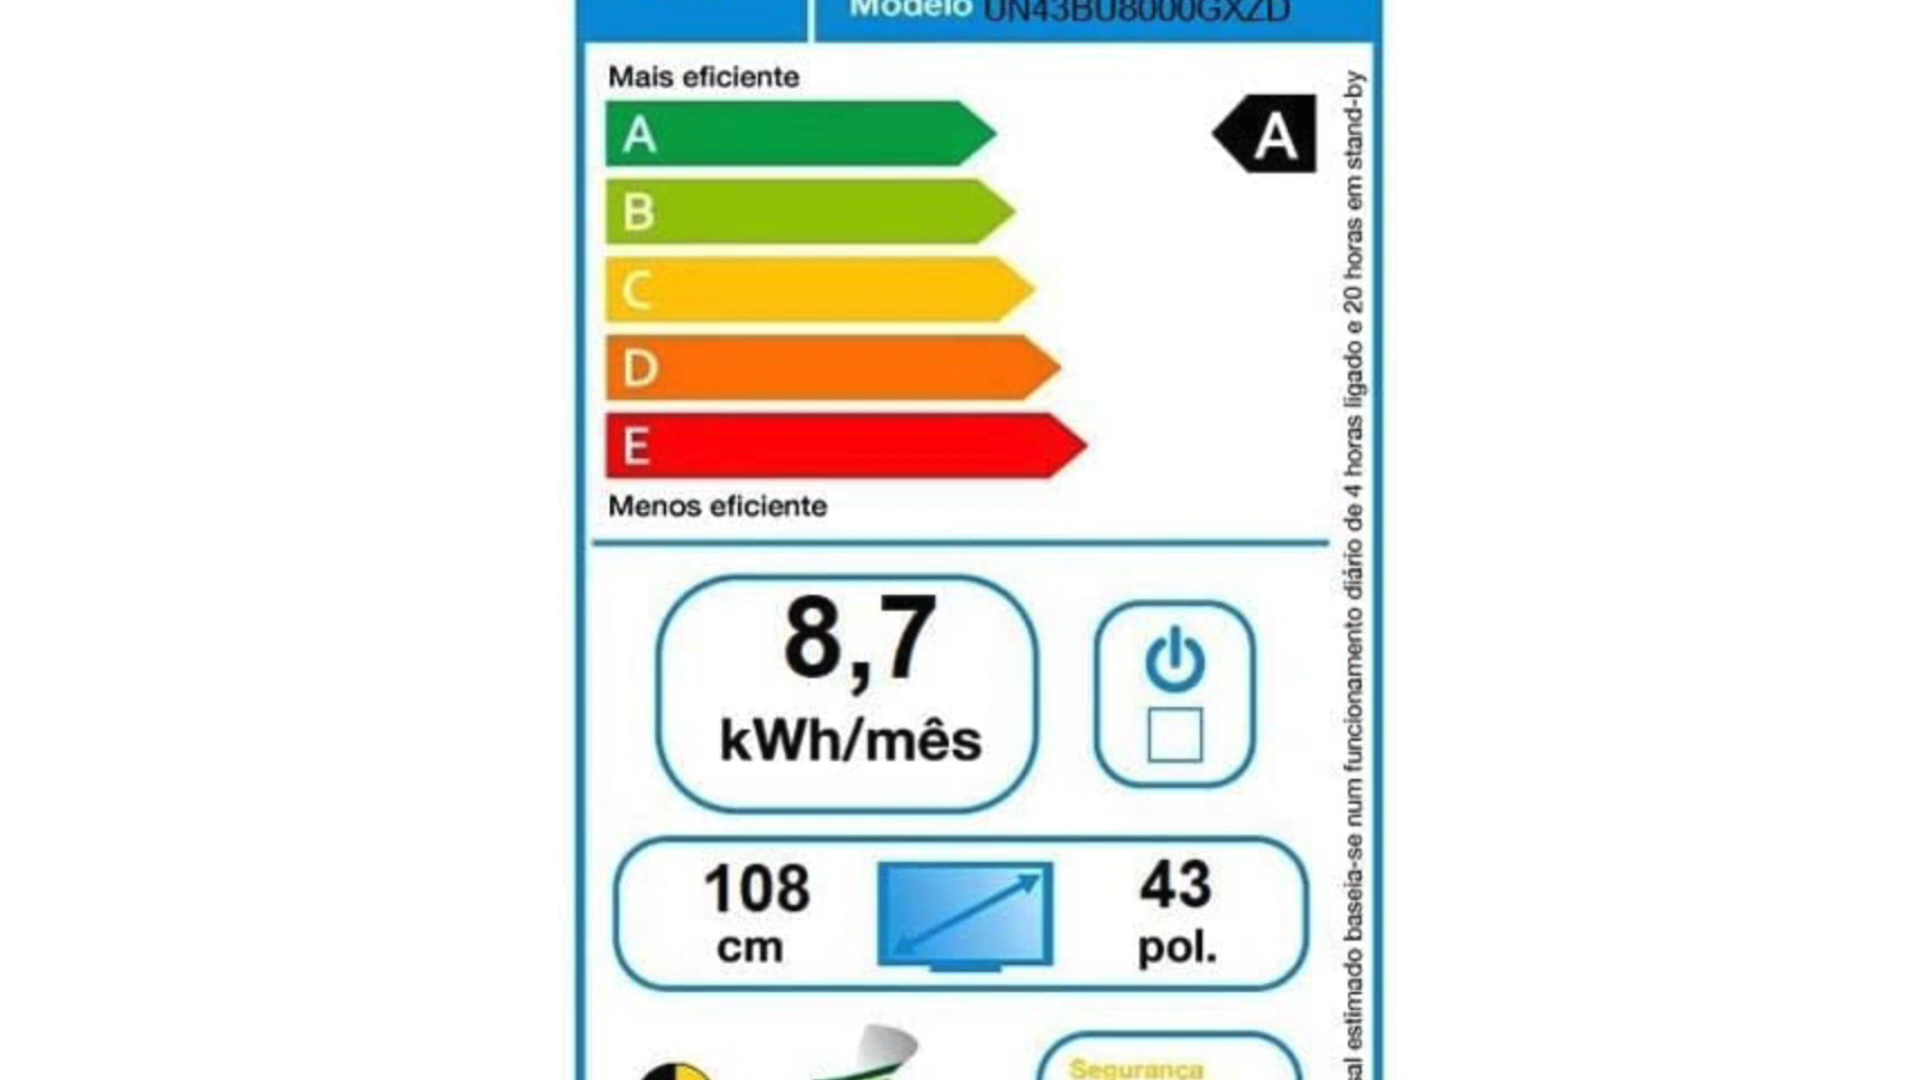 Modelo UN43BU8000GXZD
Mais eficiente
A
A
B
C
D
E
Menos eficiente
8,7
kWh/mês
108
cm
43
pol.
Segurança
estimado baseia-se num funcionamento diário de 4 horas ligado e 20 horas em stand-by